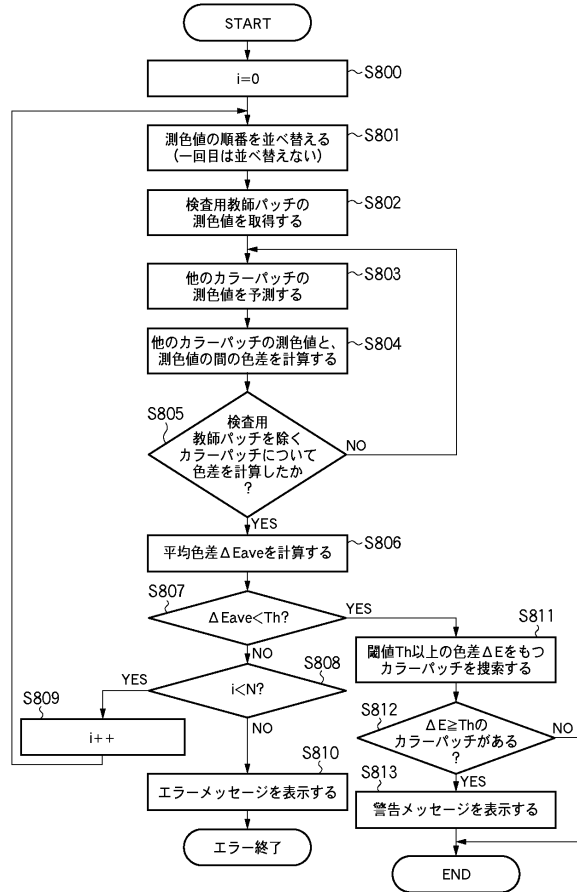 START
i=0
S800
測色値の順番を並べ替える
(一回目は並べ替えない)
S801
検査用教師パッチの
測色値を取得する
S802
他のカラーパッチの
測色値を予測する
S803
他のカラーパッチの測色値と、
測色値の間の色差を計算する
S804
S805
検査用
教師パッチを除く
カラーパッチについて
色差を計算したか
?
NO
YES
平均色差ΔEaveを計算する
S806
S807
ΔEave<Th?
YES
NO
S811
閾値Th以上の色差ΔEをもつ
カラーパッチを捜索する
S808
i<N?
YES
NO
S809
i++
S812
ΔE≧Thの
カラーパッチがある
?
NO
YES
S810
エラーメッセージを表示する
S813
警告メッセージを表示する
エラー終了
END